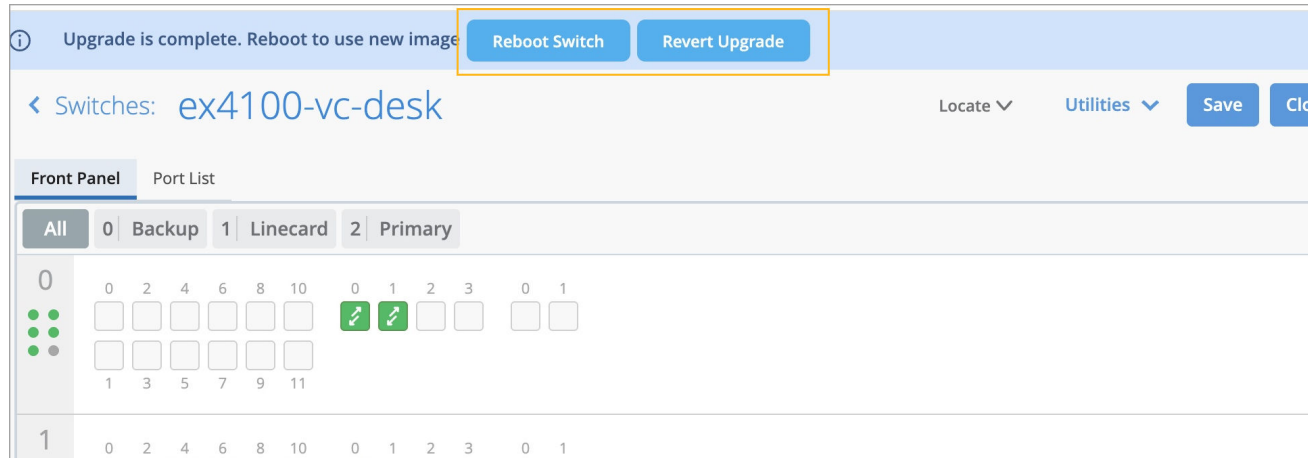 Upgrade is complete. Reboot to use new image Reboot Switch Revert Upgrade
Switches: ex4100-vc-desk Locate Utilities Save
Front Panel Port List
All 0 Backup 1 Linecard 2 Primary
0
0 2 4 6 8 10 0 1 2 3 0 1
1 3 5 7 9 11
1
0 2 4 6 8 10 0 1 2 3 0 1